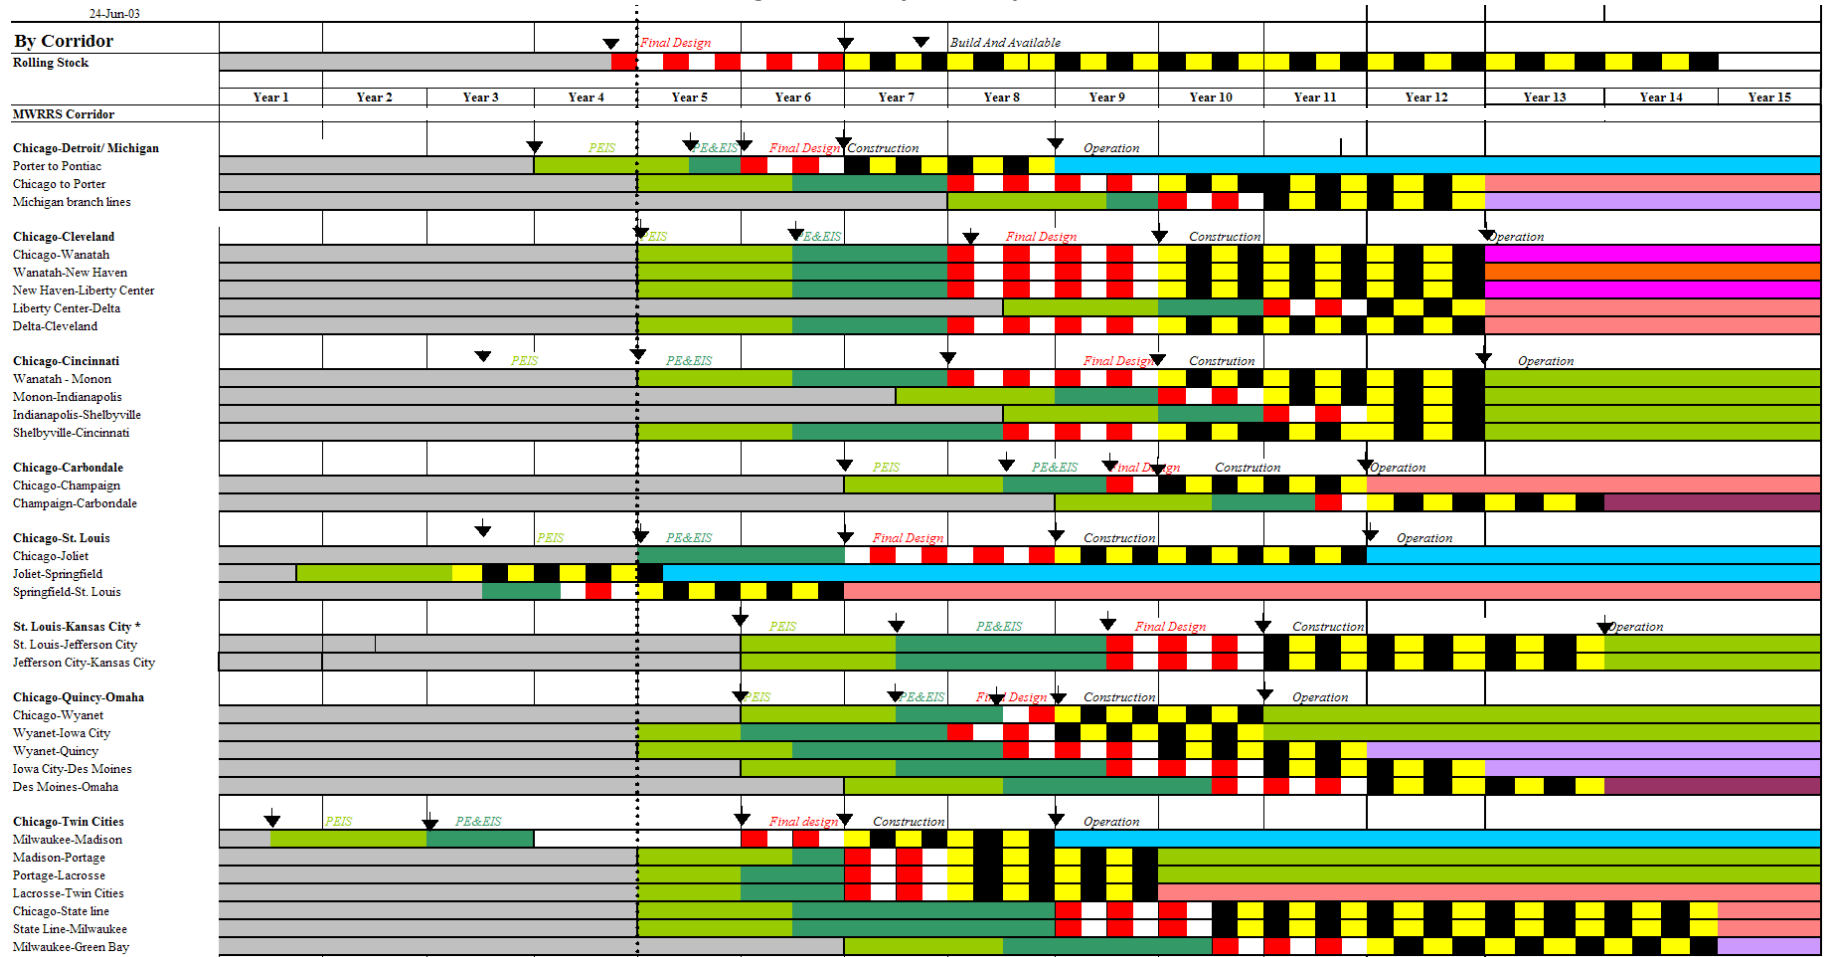 24-Jun-03
By Corridor Final Design Build And Available
Rolling Stock
Year 1 Year 2 Year 3 Year 4 Year 5 Year 6 Year 7 Year 8 Year 9 Year 10 Year 11 Year 12 Year 13 Year 14 Year 15
MWRRS Corridor
Chicago-Detroit/ Michigan PEIS PE&EIS Final Design Construction Operation
Porter to Pontiac
Chicago to Porter
Michigan branch lines
Chicago-Cleveland PEIS PE&EIS Final Design Construction Operation
Chicago-Wanatah
Wanatah-New Haven
New Haven-Liberty Center
Liberty Center-Delta
Delta-Cleveland
Chicago-Cincinnati PEIS PE&EIS Final Design Constrution Operation
Wanatah - Monon
Monon-Indianapolis
Indianapolis-Shelbyville
Shelbyville-Cincinnati
Chicago-Carbondale PEIS PE&EIS Final Design Constrution Operation
Chicago-Champaign
Champaign-Carbondale
Chicago-St. Louis PEIS PE&EIS Final Design Construction Operation
Chicago-Joliet
Joliet-Springfield
Springfield-St. Louis
St. Louis-Kansas City * PEIS PE&EIS Final Design Construction Operation
St. Louis-Jefferson City
Jefferson City-Kansas City
Chicago-Quincy-Omaha PEIS PE&EIS Final Design Construction Operation
Chicago-Wyanet
Wyanet-Iowa City
Wyanet-Quincy
Iowa City-Des Moines
Des Moines-Omaha
Chicago-Twin Cities PEIS PE&EIS Final design Construction Operation
Milwaukee-Madison
Madison-Portage
Portage-Lacrosse
Lacrosse-Twin Cities
Chicago-State line
State Line-Milwaukee
Milwaukee-Green Bay